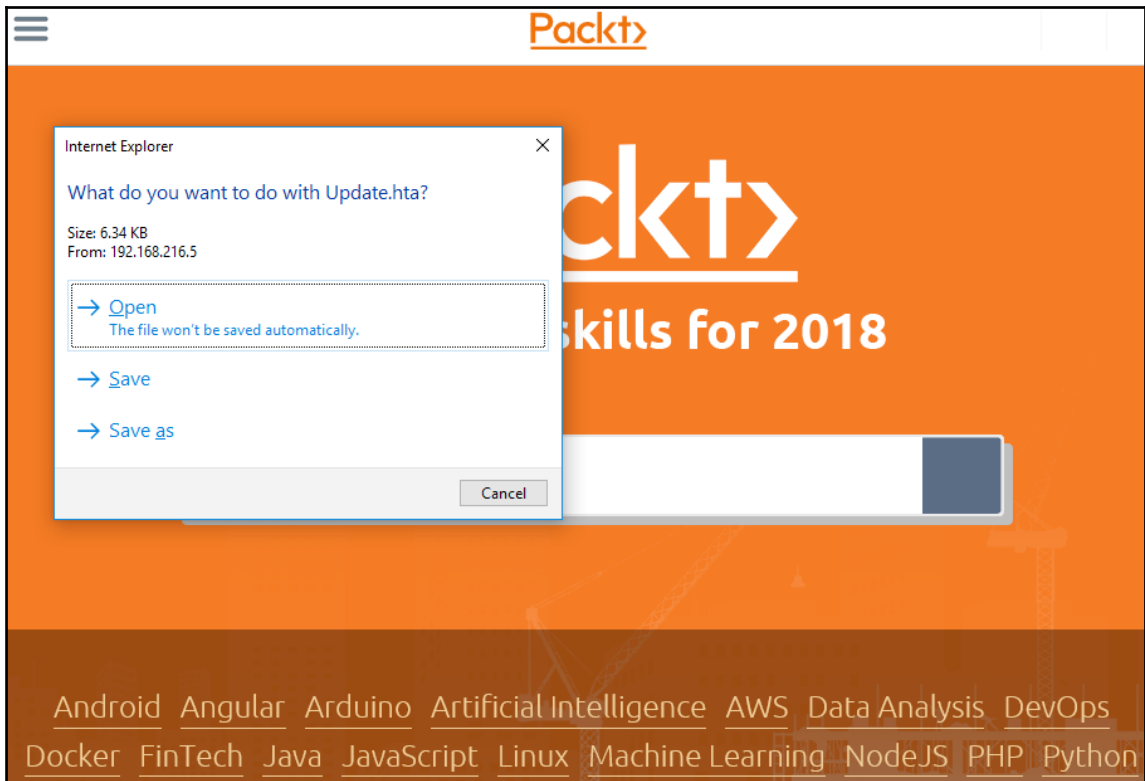 Packt>
Internet Explorer
What do you want to do with Update.hta?
Size: 6.34 KB
From: 192.168.216.5
Open
The file won't be saved automatically.
Save
Save as
Cancel
ckt>
skills for 2018
Android Angular Arduino Artificial Intelligence AWS Data Analysis DevOps
Docker FinTech Java JavaScript Linux Machine Learning NodeJS PHP Python